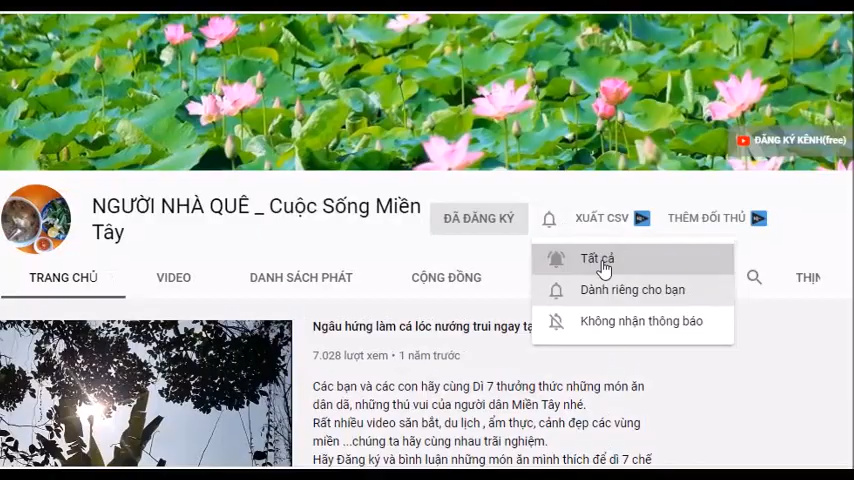 ĐĂNG KÝ KÊNH(free)
NGƯỜI NHÀ QUÊ _ Cuộc Sống Miền
Tây
ĐÃ ĐĂNG KÝ
XUẤT CSV
THÊM ĐỐI THỦ
Tất cả
Dành riêng cho bạn
Không nhận thông báo
TRANG CHỦ
VIDEO
DANH SÁCH PHÁT
CỘNG ĐỒNG
Ngẫu hứng làm cá lóc nướng trui ngay tạ
7.028 lượt xem • 1 năm trước
Các bạn và các con hãy cùng Dì 7 thưởng thức những món ăn
dân dã, những thú vui của người dân Miền Tây nhé.
Rất nhiều video săn bắt, du lịch , ẩm thực, cảnh đẹp các vùng
miền ...chúng ta hãy cùng nhau trãi nghiệm.
Hãy Đăng ký và bình luận những món ăn mình thích để dì 7 chế